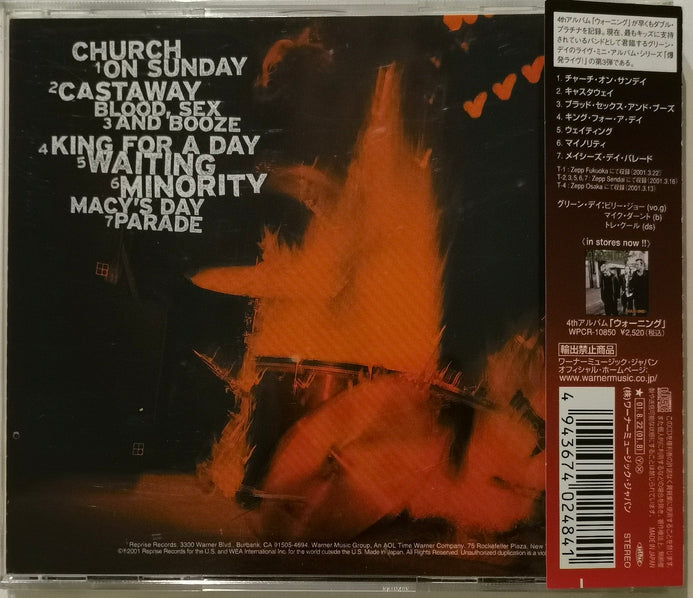 CHURCH
1 ON SUNDAY
2 CASTAWAY
BLOOD, SEX
3 AND BOOZE
4 KING FOR A DAY
5 WAITING
6 MINORITY
MACY'S DAY
7 PARADE
Reprise Records, 3300 Warner Blvd., Burbank, CA 91505-4694. Warner Music Group, An AOL Time Warner Company. 75 Rockefeller Plaza, New
©℗2001 Reprise Records for the U.S. and WEA International Inc. for the world outside the U.S. Made in Japan. All Rights Reserved. Unauthorized duplication is a
4thアルバム「ウォーニング」が早くもダブル・
プラチナを記録。現在、最もキッズに支持
されているバンドとして君臨するグリーン・
デイのライヴ・ミニ・アルバム・シリーズ「爆
発ライヴ!」の第3弾である。
1. チャーチ・オン・サンデイ
2. キャスタウェイ
3. ブラッド・セックス・アンド・ブーズ
4. キング・フォー・ア・デイ
5. ウェイティング
6. マイノリティ
7. メイシーズ・デイ・パレード
T-1 : Zepp Fukuokaにて収録 (2001.3.22)
T-2,3,5,6,7 : Zepp Sendaiにて収録 (2001.3.16)
T-4 : Zepp Osakaにて収録 (2001.3.13)
グリーン・デイ:ビリー・ジョー (vo.g)
マイク・ダーント (b)
トレ・クール (ds)
〈in stores now !!〉
4thアルバム「ウォーニング」
WPCR-10850 ¥2,520(税込)
輸出禁止商品
ワーナーミュージック・ジャパン
オフィシャル・ホームページ:
www.warnermusic.co.jp/
4 943674 024841
★ 01.8.22 (01.8) Ⓨ Ⓧ
(株)ワーナーミュージック・ジャパン
STEREO
MADE IN JAPAN